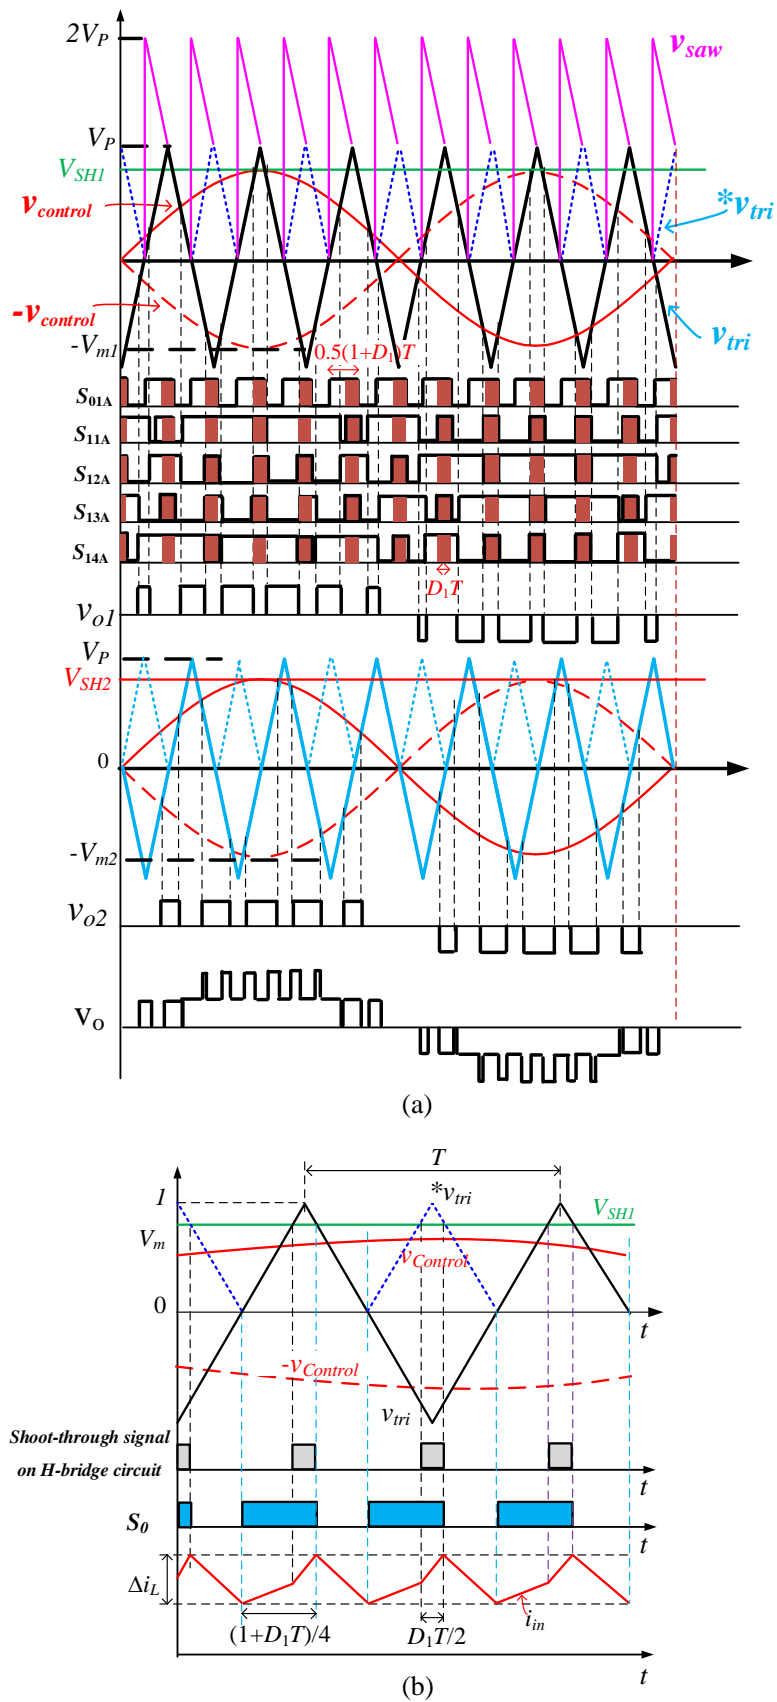 2V_P
v_saw
V_P
V_SH1
v_control
*v_tri
-v_control
v_tri
-V_m1
0.5(1+D_1)T
S_01A
S_11A
S_12A
S_13A
S_14A
D_1T
v_o1
V_P
V_SH2
0
-V_m2
v_o2
v_o
(a)
T
1
*v_tri
V_SH1
V_m
v_Control
0
t
-v_Control
v_tri
Shoot-through signal
on H-bridge circuit
t
S_0
t
Δi_L
i_in
(1+D_1T)/4
D_1T/2
t
(b)